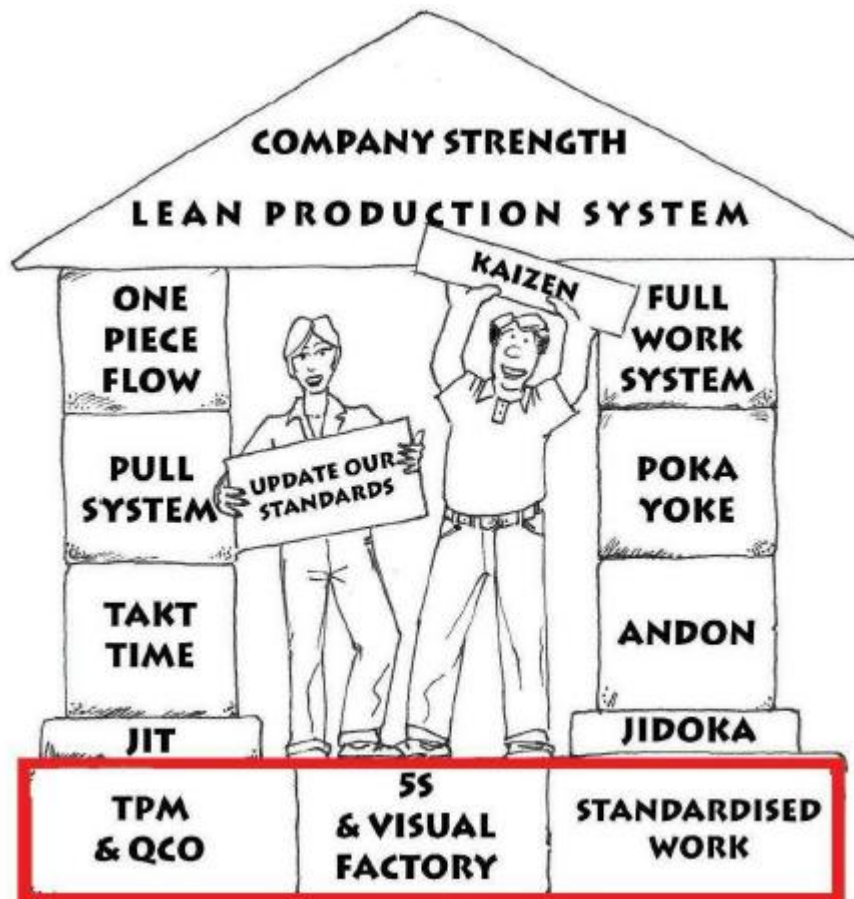 COMPANY STRENGTH
LEAN PRODUCTION SYSTEM
KAIZEN
ONE
PIECE
FLOW
FULL
WORK
SYSTEM
PULL
SYSTEM
UPDATE OUR
STANDARDS
POKA
YOKE
TAKT
TIME
ANDON
JIT
JIDOKA
TPM
& QCO
5S
& VISUAL
FACTORY
STANDARDISED
WORK